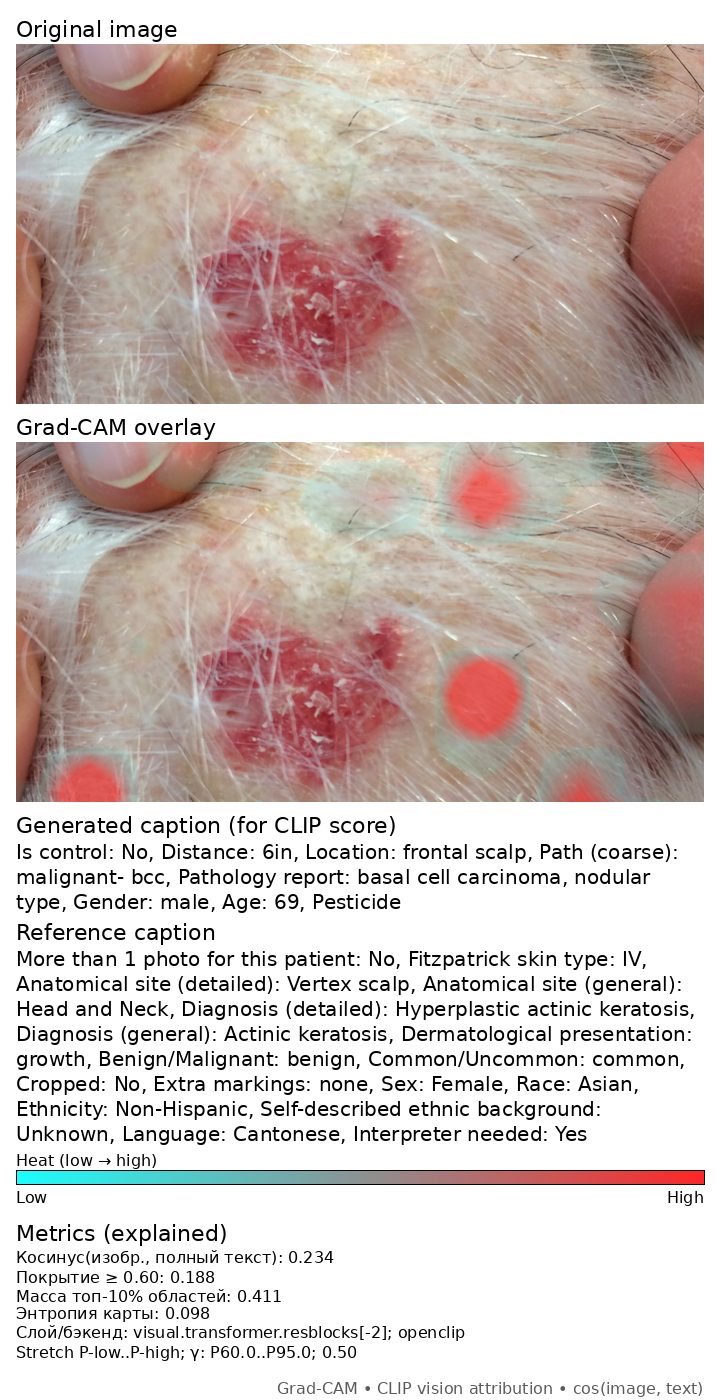 Original image
Grad-CAM overlay
Generated caption (for CLIP score)
Is control: No, Distance: 6in, Location: frontal scalp, Path (coarse):
malignant- bcc, Pathology report: basal cell carcinoma, nodular
type, Gender: male, Age: 69, Pesticide
Reference caption
More than 1 photo for this patient: No, Fitzpatrick skin type: IV,
Anatomical site (detailed): Vertex scalp, Anatomical site (general):
Head and Neck, Diagnosis (detailed): Hyperplastic actinic keratosis,
Diagnosis (general): Actinic keratosis, Dermatological presentation:
growth, Benign/Malignant: benign, Common/Uncommon: common,
Cropped: No, Extra markings: none, Sex: Female, Race: Asian,
Ethnicity: Non-Hispanic, Self-described ethnic background:
Unknown, Language: Cantonese, Interpreter needed: Yes
Heat (low → high)
Low High
Metrics (explained)
Косинус(изобр., полный текст): 0.234
Покрытие ≥ 0.60: 0.188
Масса топ-10% областей: 0.411
Энтропия карты: 0.098
Слой/бэкенд: visual.transformer.resblocks[-2]; openclip
Stretch P-low..P-high; γ: P60.0..P95.0; 0.50
Grad-CAM • CLIP vision attribution • cos(image, text)